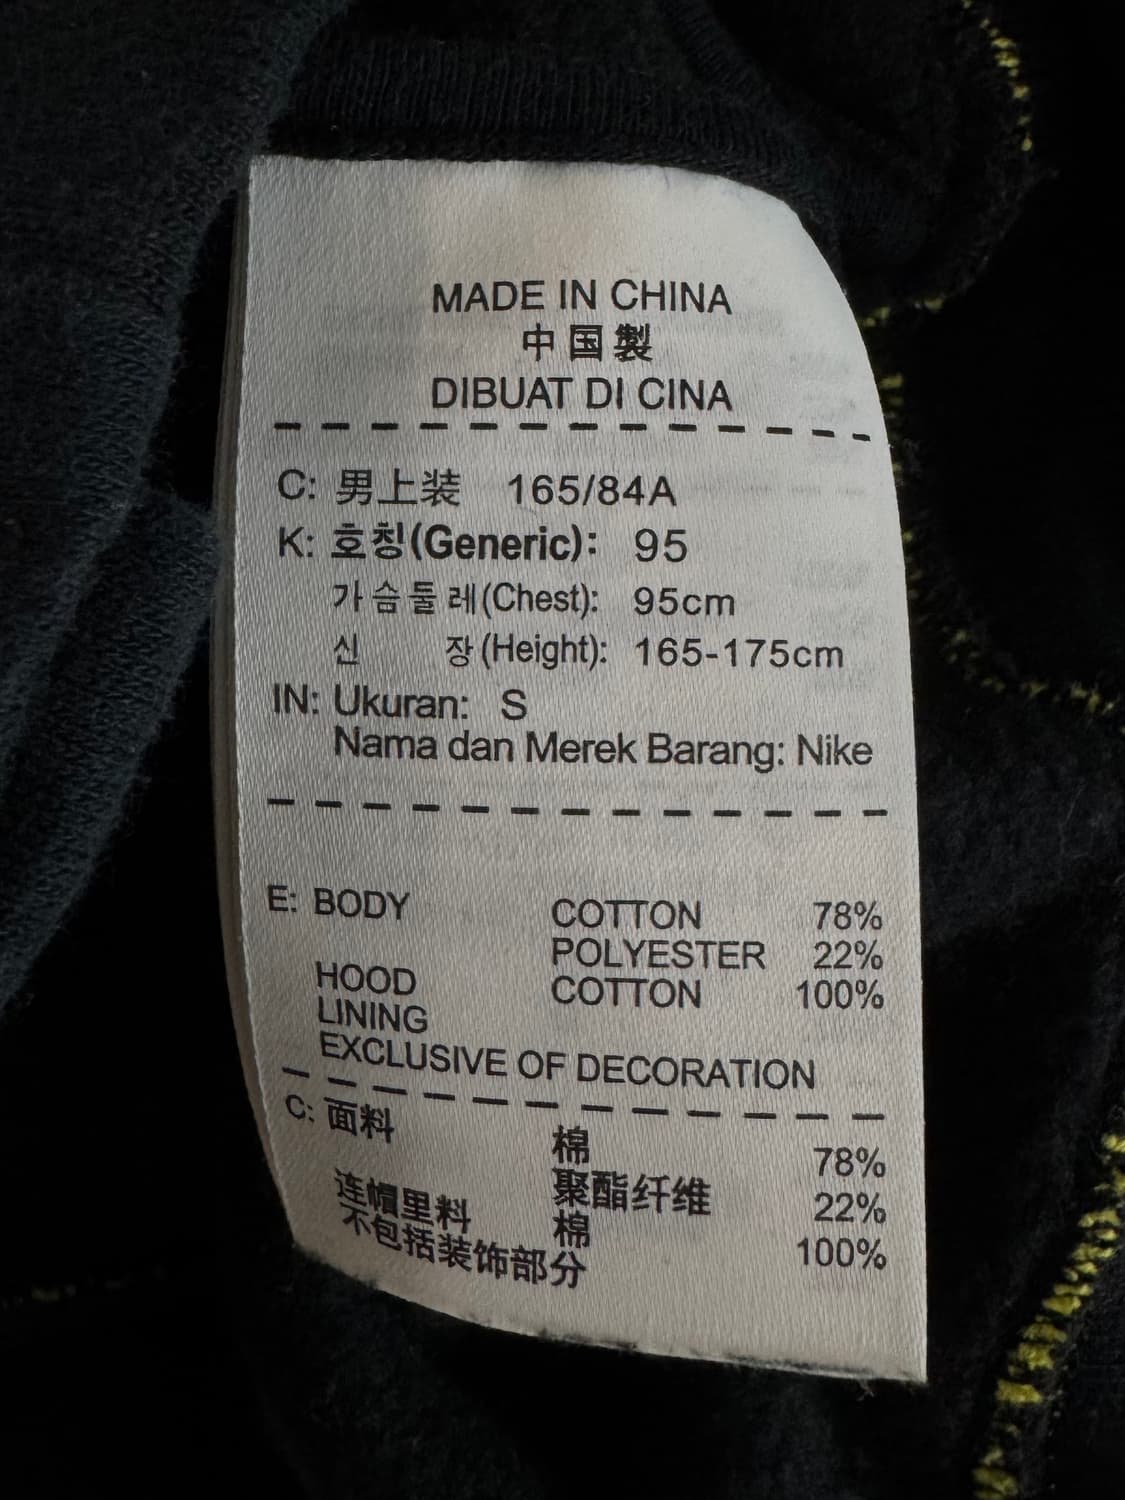 MADE IN CHINA
中国製
DIBUAT DI CINA
C: 男上装 165/84A
K: 호칭(Generic): 95
가슴둘레(Chest): 95cm
신 장(Height): 165-175cm
IN: Ukuran: S
Nama dan Merek Barang: Nike
E: BODY COTTON 78%
POLYESTER 22%
HOOD COTTON 100%
LINING
EXCLUSIVE OF DECORATION
C: 面料 棉 78%
聚酯纤维 22%
连帽里料 棉 100%
不包括装饰部分